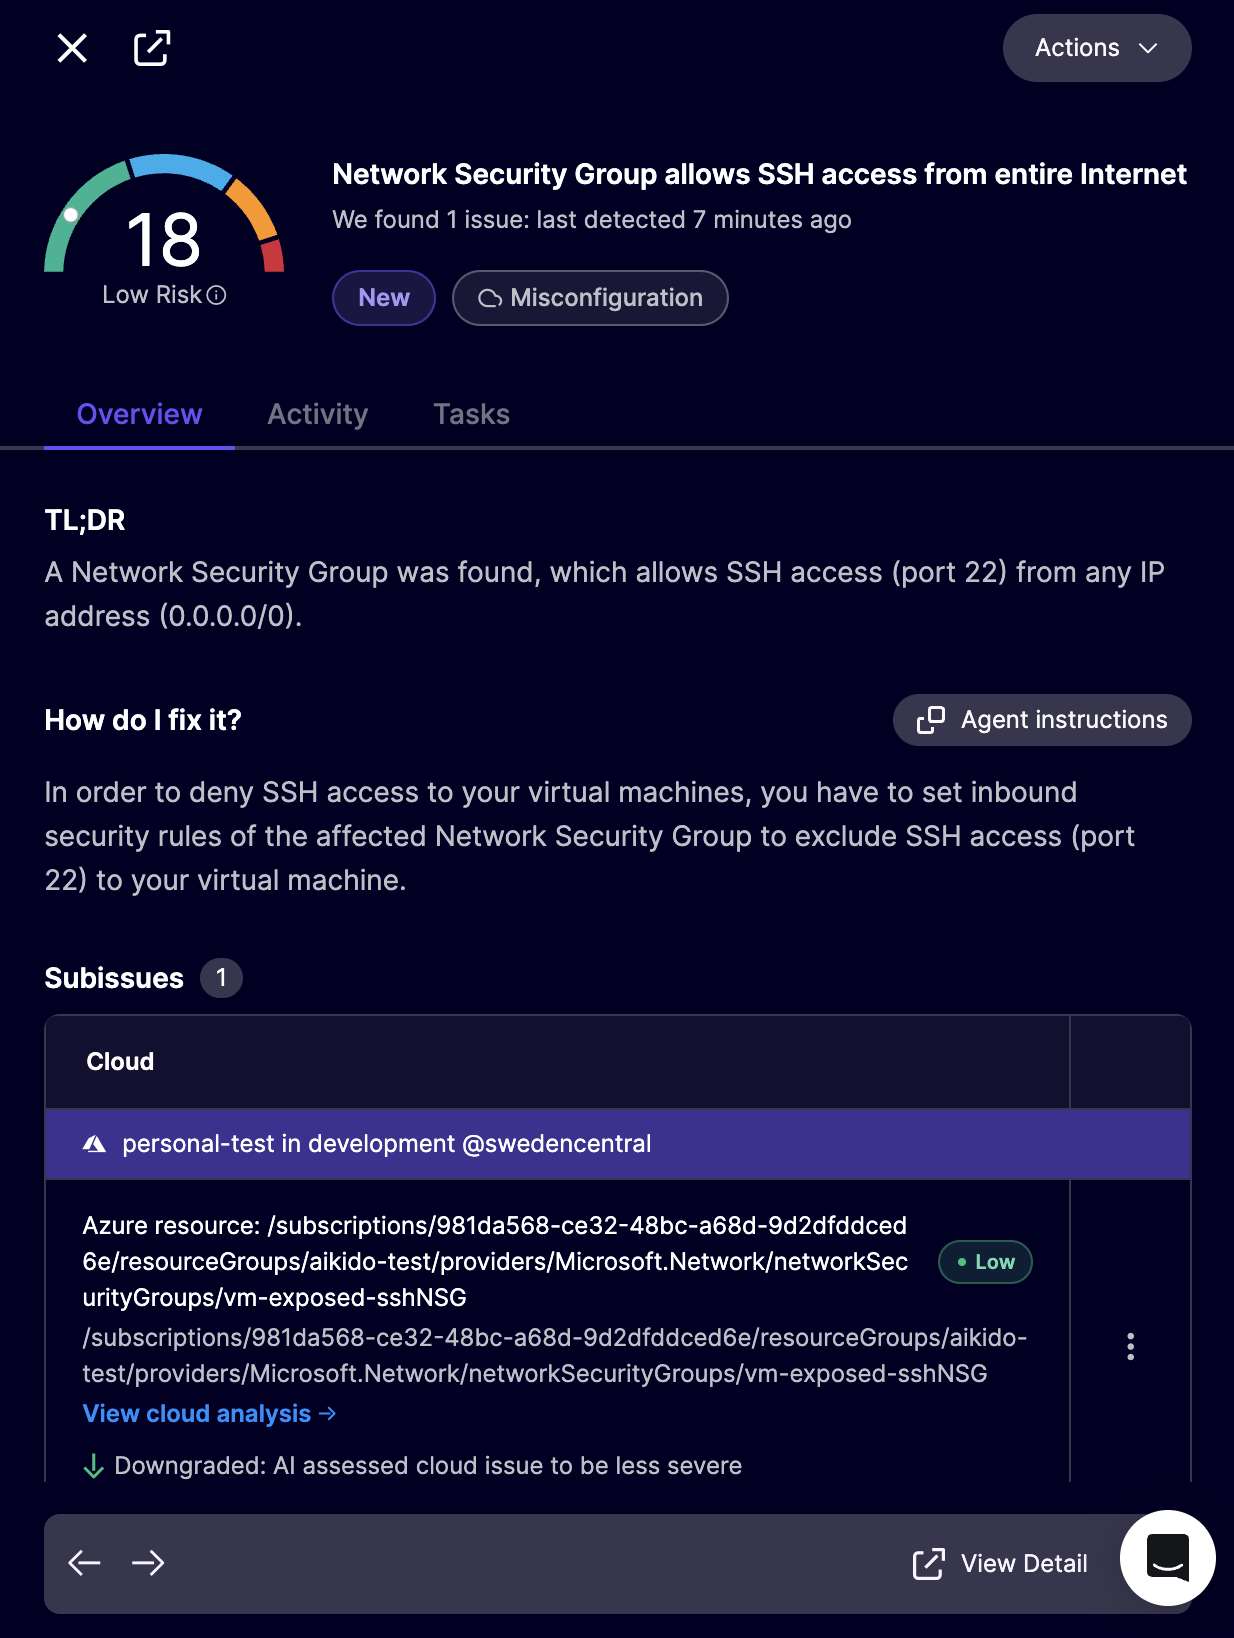 Actions
18
Low Risk
Network Security Group allows SSH access from entire Internet
We found 1 issue: last detected 7 minutes ago
New
Misconfiguration
Overview
Activity
Tasks
TL;DR
A Network Security Group was found, which allows SSH access (port 22) from any IP
address (0.0.0.0/0).
How do I fix it?
Agent instructions
In order to deny SSH access to your virtual machines, you have to set inbound
security rules of the affected Network Security Group to exclude SSH access (port
22) to your virtual machine.
Subissues 1
Cloud
personal-test in development @swedencentral
Azure resource: /subscriptions/981da568-ce32-48bc-a68d-9d2dfddced
6e/resourceGroups/aikido-test/providers/Microsoft.Network/networkSec
urityGroups/vm-exposed-sshNSG
Low
/subscriptions/981da568-ce32-48bc-a68d-9d2dfddced6e/resourceGroups/aikido-
test/providers/Microsoft.Network/networkSecurityGroups/vm-exposed-sshNSG
View cloud analysis →
Downgraded: AI assessed cloud issue to be less severe
View Detail